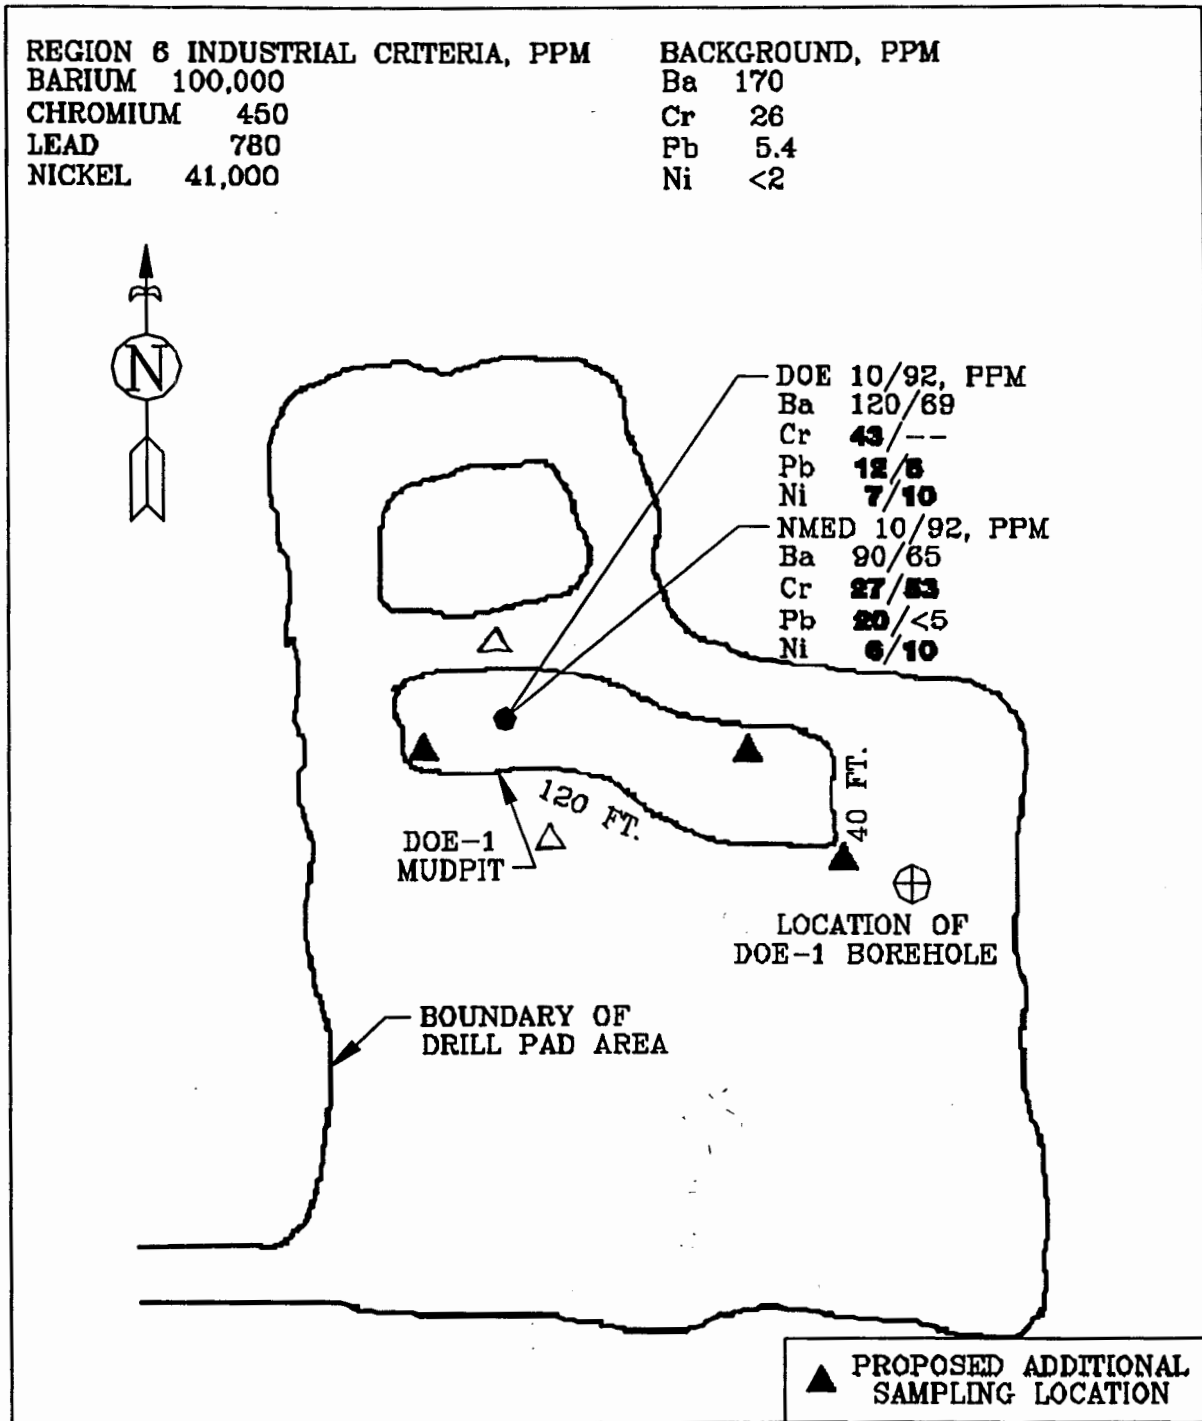 REGION 6 INDUSTRIAL CRITERIA, PPM
BARIUM 100,000
CHROMIUM 450
LEAD 780
NICKEL 41,000
BACKGROUND, PPM
Ba 170
Cr 26
Pb 5.4
Ni <2
N
DOE 10/92, PPM
Ba 120/69
Cr 43/--
Pb 12/5
Ni 7/10
NMED 10/92, PPM
Ba 90/65
Cr 27/53
Pb 20/<5
Ni 6/10
120 FT.
40 FT.
DOE-1
MUDPIT
LOCATION OF
DOE-1 BOREHOLE
BOUNDARY OF
DRILL PAD AREA
PROPOSED ADDITIONAL
SAMPLING LOCATION